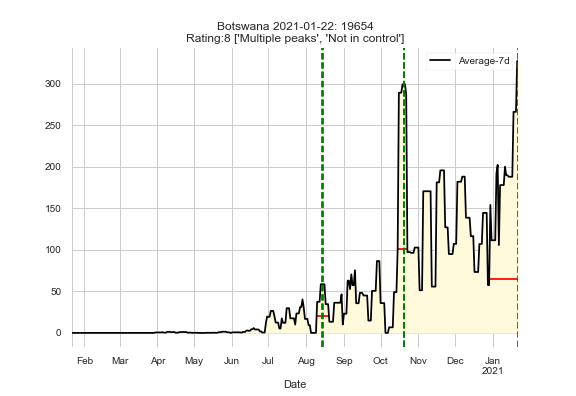 Botswana 2021-01-22: 19654
Rating:8 ['Multiple peaks', 'Not in control']
Average-7d
300
250
200
150
100
50
0
Feb Mar Apr May Jun Jul Aug Sep Oct Nov Dec Jan
2021
Date